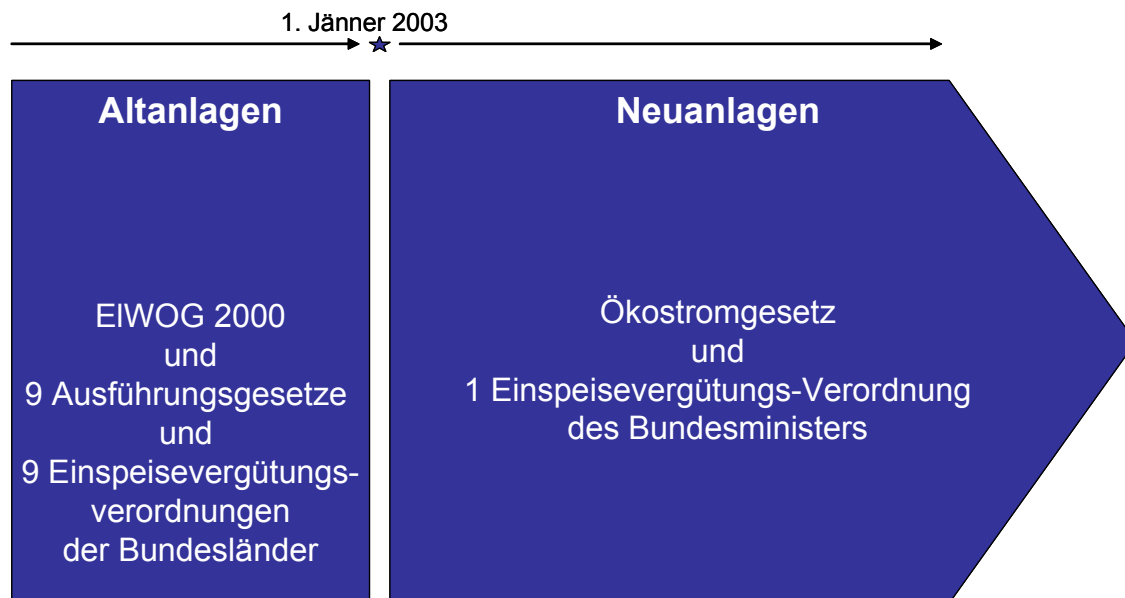 1. Jänner 2003
Altanlagen
ElWOG 2000
und
9 Ausführungsgesetze
und
9 Einspeisevergütungs-
verordnungen
der Bundesländer
Neuanlagen
Ökostromgesetz
und
1 Einspeisevergütungs-Verordnung
des Bundesministers